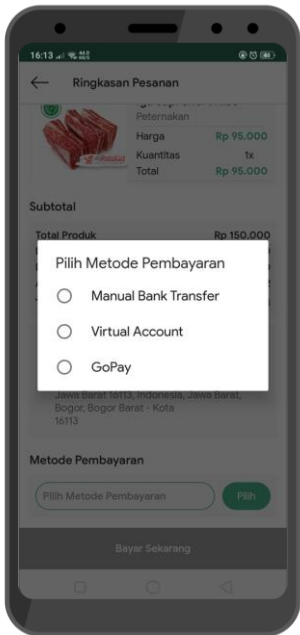 16:13
Ringkasan Pesanan
Peternakan
Harga Rp 95.000
Kuantitas 1x
Total Rp 95.000
Subtotal
Total Produk Rp 150.000
Pilih Metode Pembayaran
Manual Bank Transfer
Virtual Account
GoPay
Jawa Barat 16113, Indonesia, Jawa Barat,
Bogor, Bogor Barat - Kota
16113
Metode Pembayaran
Pilih Metode Pembayaran Pilih
Bayar Sekarang